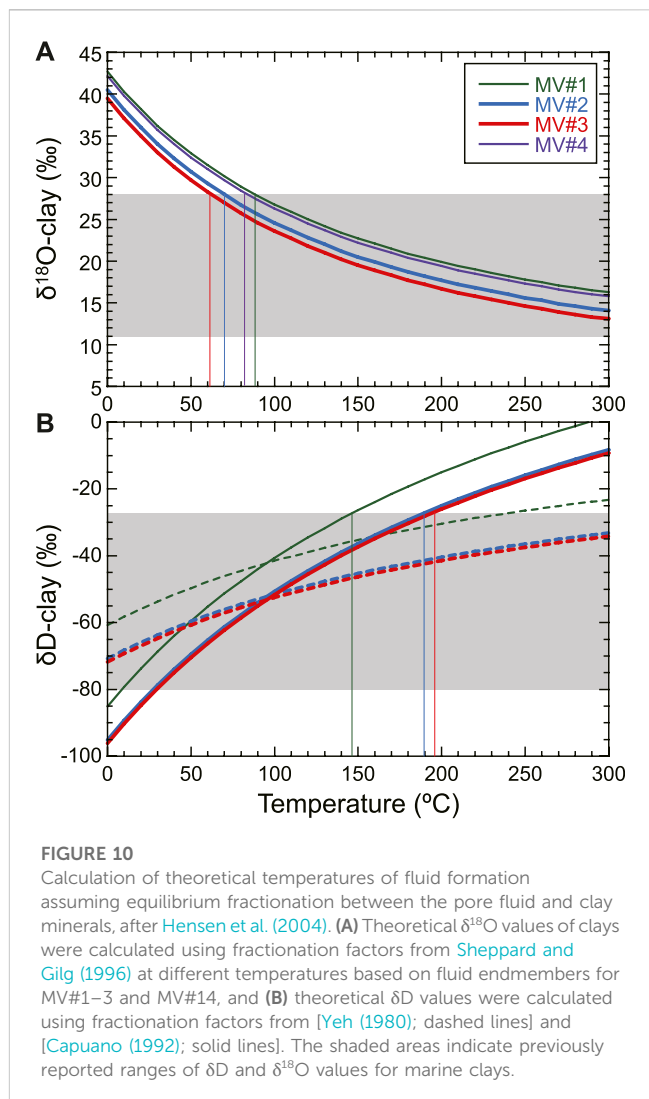 A
45
40
35
30
25
20
15
10
5
δ18O-clay (‰)
MV#1
MV#2
MV#3
MV#4
0
50
100
150
200
250
300
B
0
-20
-40
-60
-80
-100
δD-clay (‰)
0
50
100
150
200
250
300
Temperature (ºC)
FIGURE 10
Calculation of theoretical temperatures of fluid formation
assuming equilibrium fractionation between the pore fluid and clay
minerals, after Hensen et al. (2004). (A) Theoretical δ18O values of clays
were calculated using fractionation factors from Sheppard and
Gilg (1996) at different temperatures based on fluid endmembers for
MV#1–3 and MV#14, and (B) theoretical δD values were calculated
using fractionation factors from [Yeh (1980); dashed lines] and
[Capuano (1992); solid lines]. The shaded areas indicate previously
reported ranges of δD and δ18O values for marine clays.